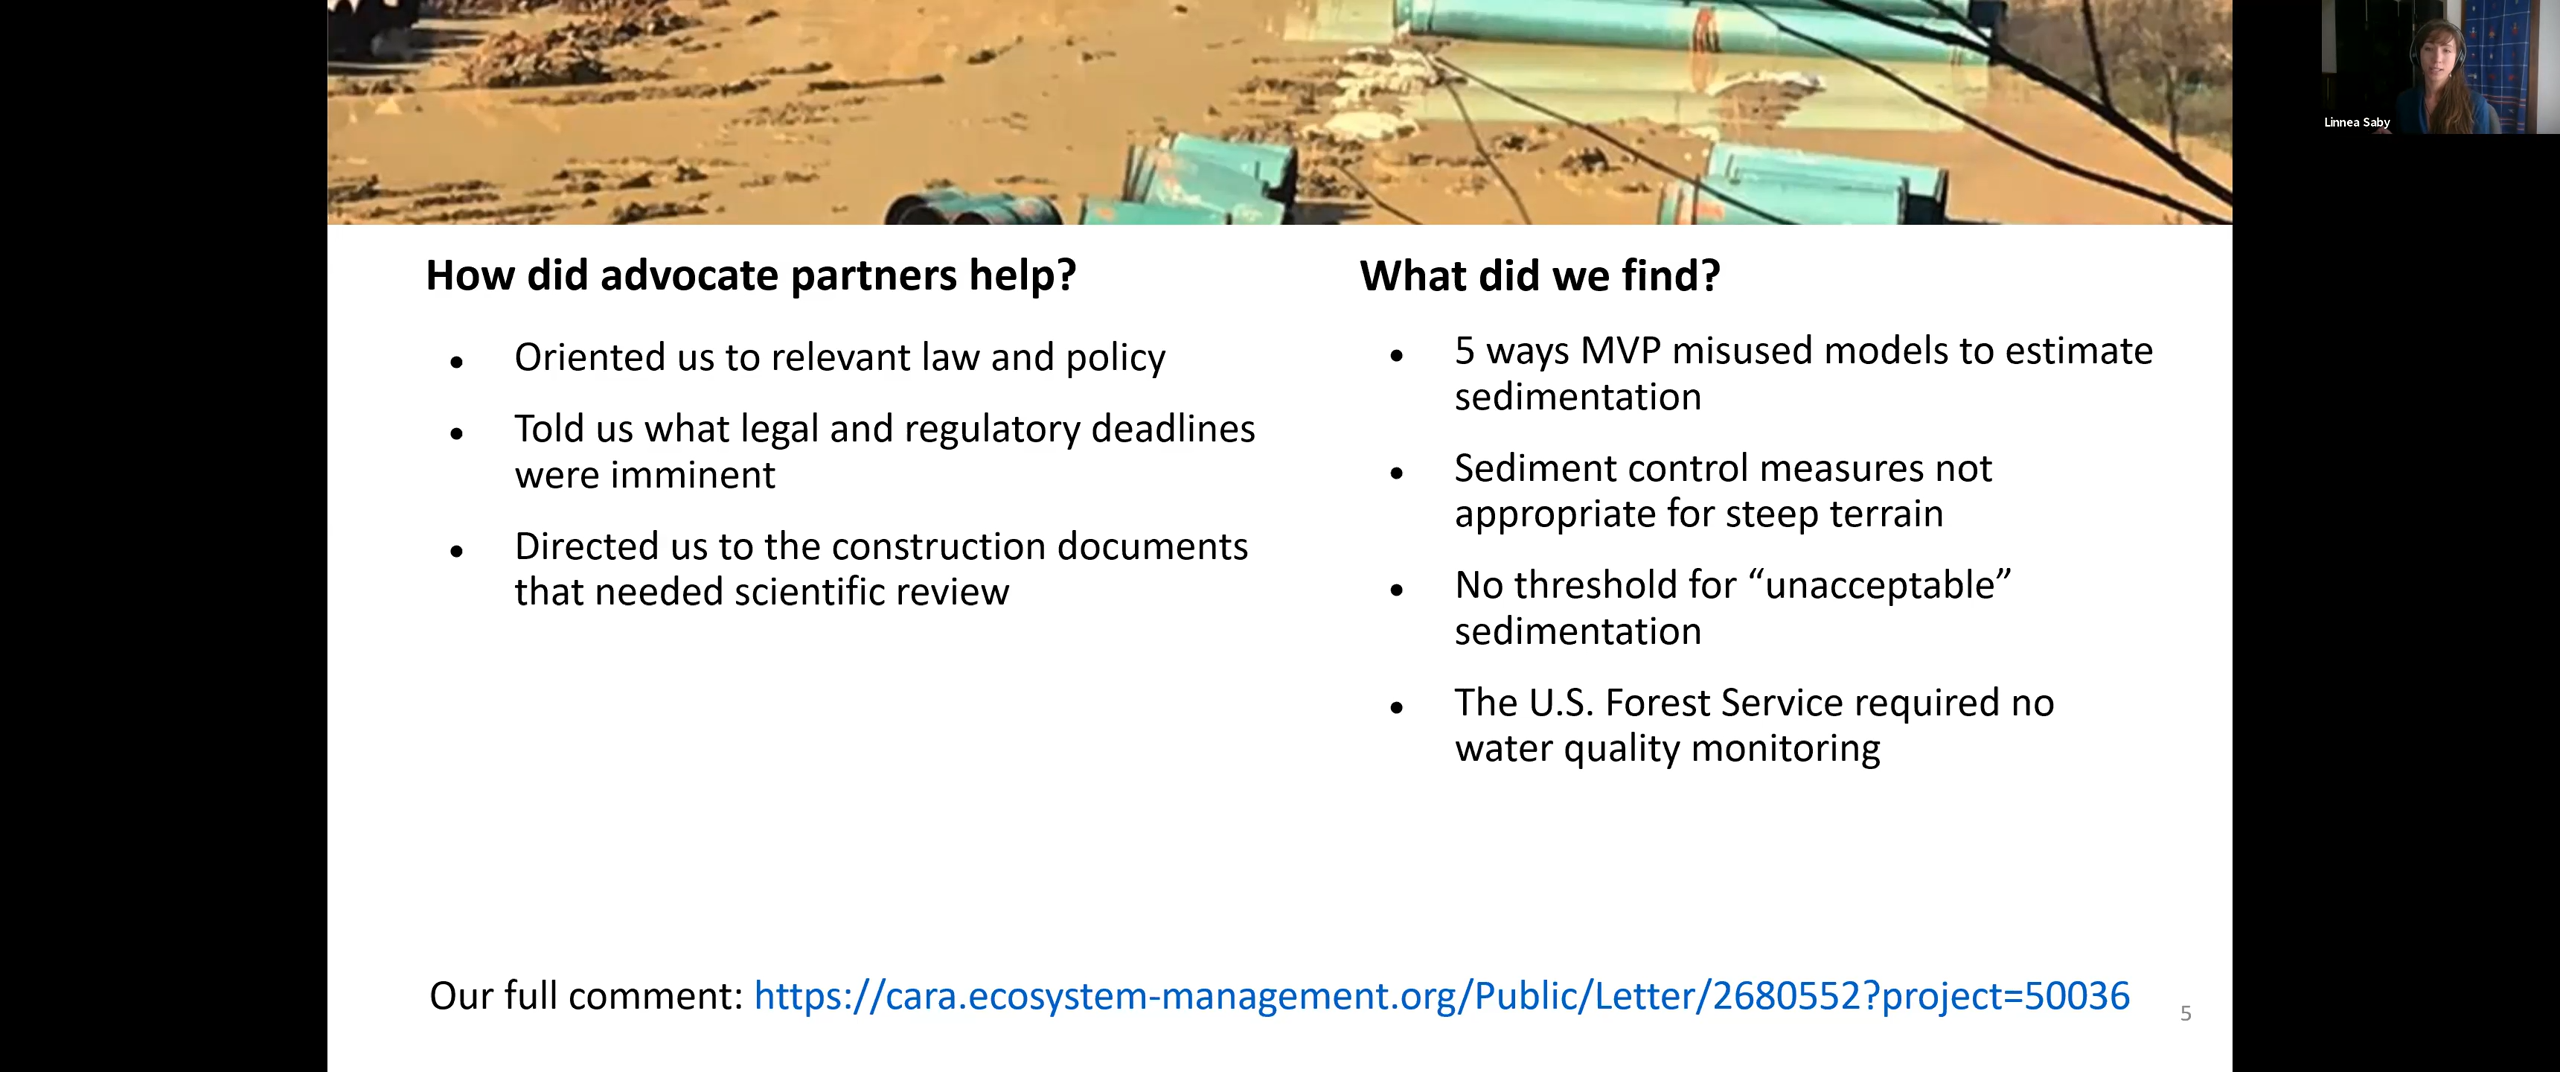 Linnea Saby
How did advocate partners help?
• Oriented us to relevant law and policy
• Told us what legal and regulatory deadlines
were imminent
• Directed us to the construction documents
that needed scientific review
What did we find?
• 5 ways MVP misused models to estimate
sedimentation
• Sediment control measures not
appropriate for steep terrain
• No threshold for “unacceptable”
sedimentation
• The U.S. Forest Service required no
water quality monitoring
Our full comment: https://cara.ecosystem-management.org/Public/Letter/2680552?project=50036
5